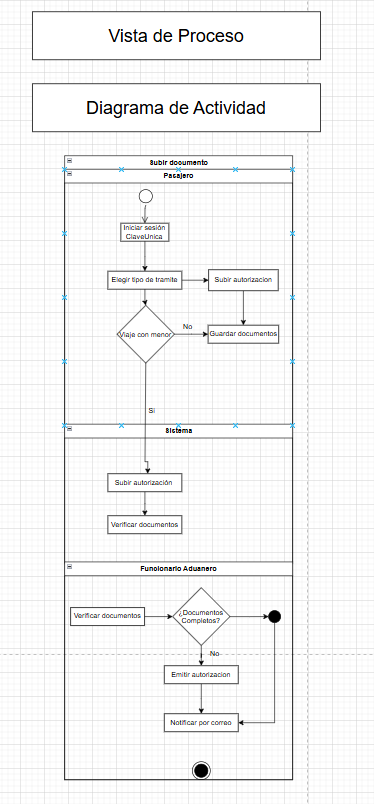 Vista de Proceso
Diagrama de Actividad
Subir documento
Pasajero
Iniciar sesión
ClaveUnica
Elegir tipo de tramite
Subir autorizacion
Viaje con menor
No
Guardar documentos
Si
Sistema
Subir autorización
Verificar documentos
Funcionario Aduanero
Verificar documentos
¿Documentos
Completos?
No
Emitir autorizacion
Notificar por correo